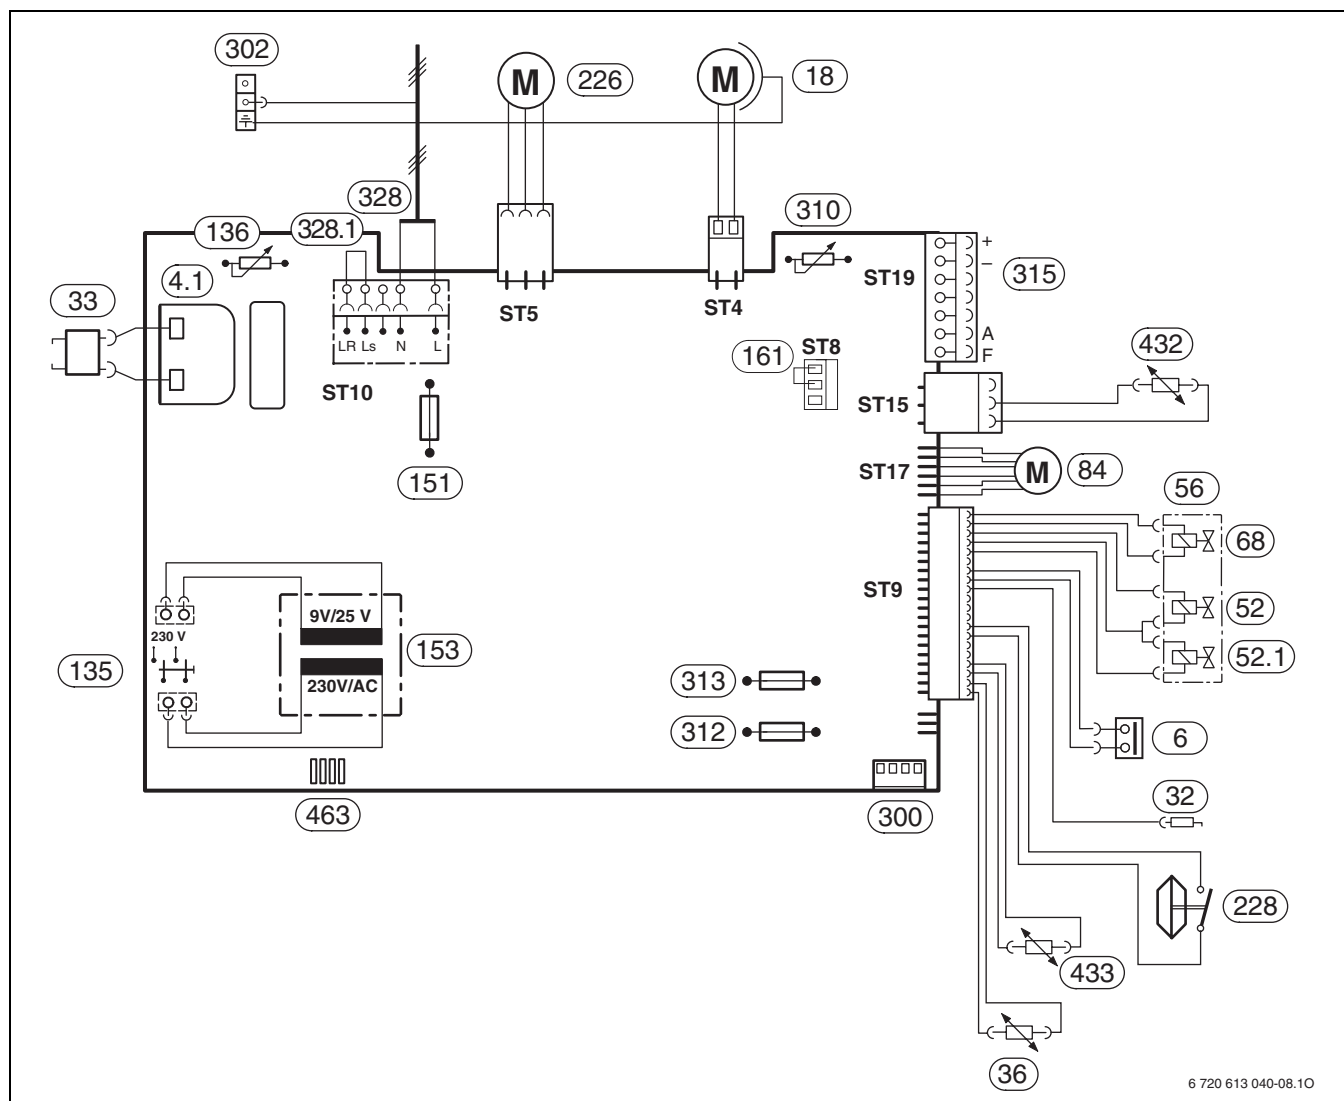 302
M
226
M
18
328
136
328.1
310
4.1
33
ST19
+
–
315
ST5
ST4
LR Ls N L
A
F
432
ST8
161
ST10
ST15
151
ST17
M
84
56
68
ST9
52
52.1
9V/25 V
230 V
153
135
230V/AC
313
312
6
463
300
32
228
433
36
6 720 613 040-08.1O